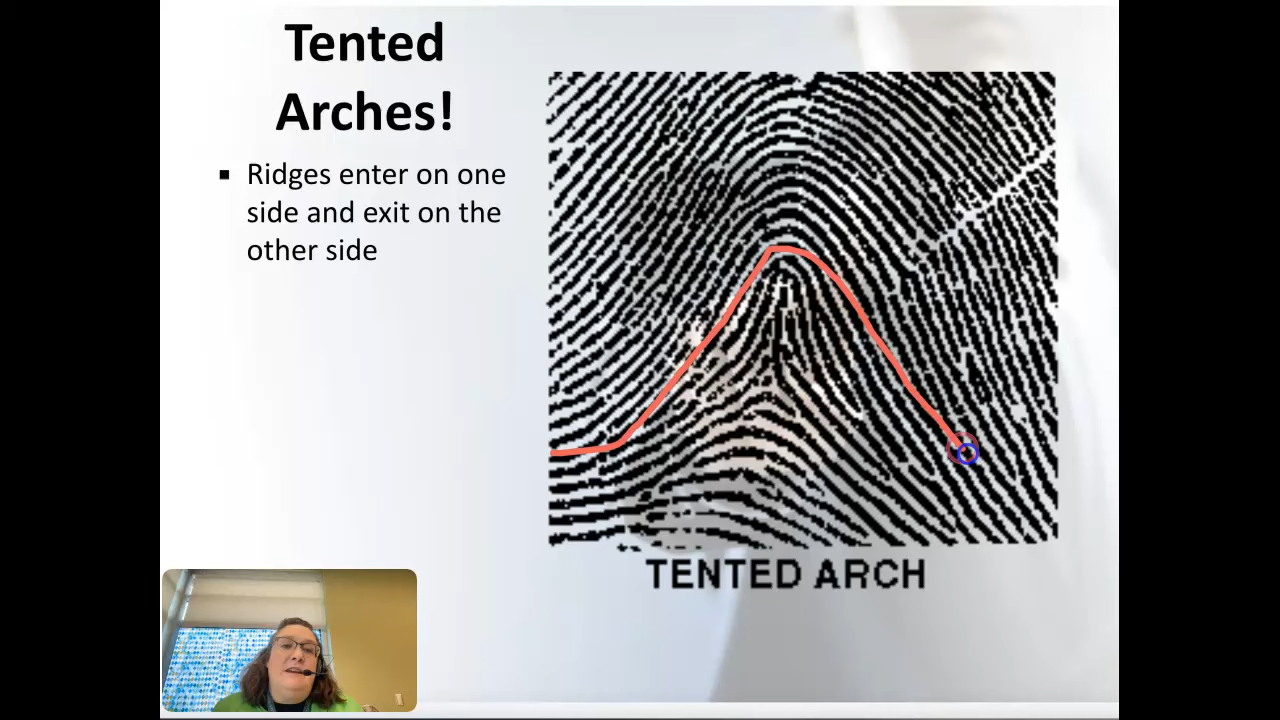 Tented
Arches!
▪ Ridges enter on one
side and exit on the
other side
TENTED ARCH